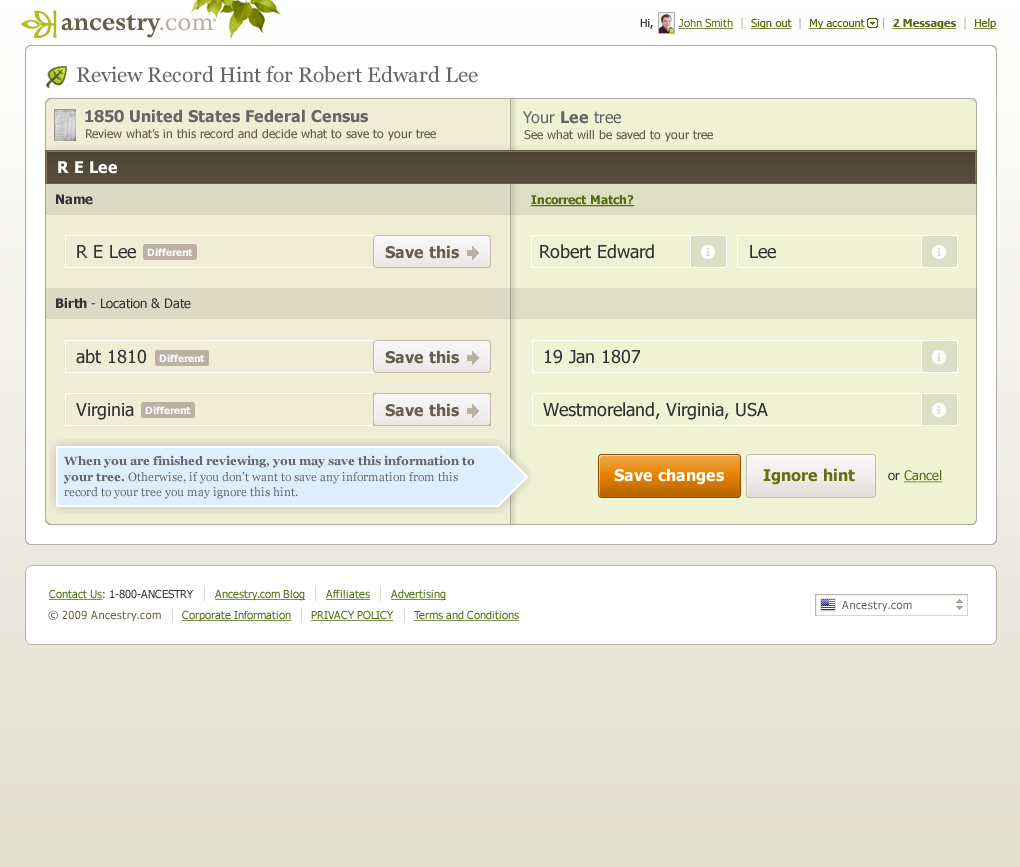 ancestry.com
Hi, John Smith | Sign out | My account | 2 Messages | Help
Review Record Hint for Robert Edward Lee
1850 United States Federal Census
Review what's in this record and decide what to save to your tree
Your Lee tree
See what will be saved to your tree
R E Lee
Name
Incorrect Match?
R E Lee Different Save this
Robert Edward i Lee i
Birth - Location & Date
abt 1810 Different Save this
19 Jan 1807 i
Virginia Different Save this
Westmoreland, Virginia, USA i
When you are finished reviewing, you may save this information to
your tree. Otherwise, if you don't want to save any information from this
record to your tree you may ignore this hint.
Save changes Ignore hint or Cancel
Contact Us: 1-800-ANCESTRY | Ancestry.com Blog | Affiliates | Advertising
© 2009 Ancestry.com | Corporate Information | PRIVACY POLICY | Terms and Conditions
Ancestry.com